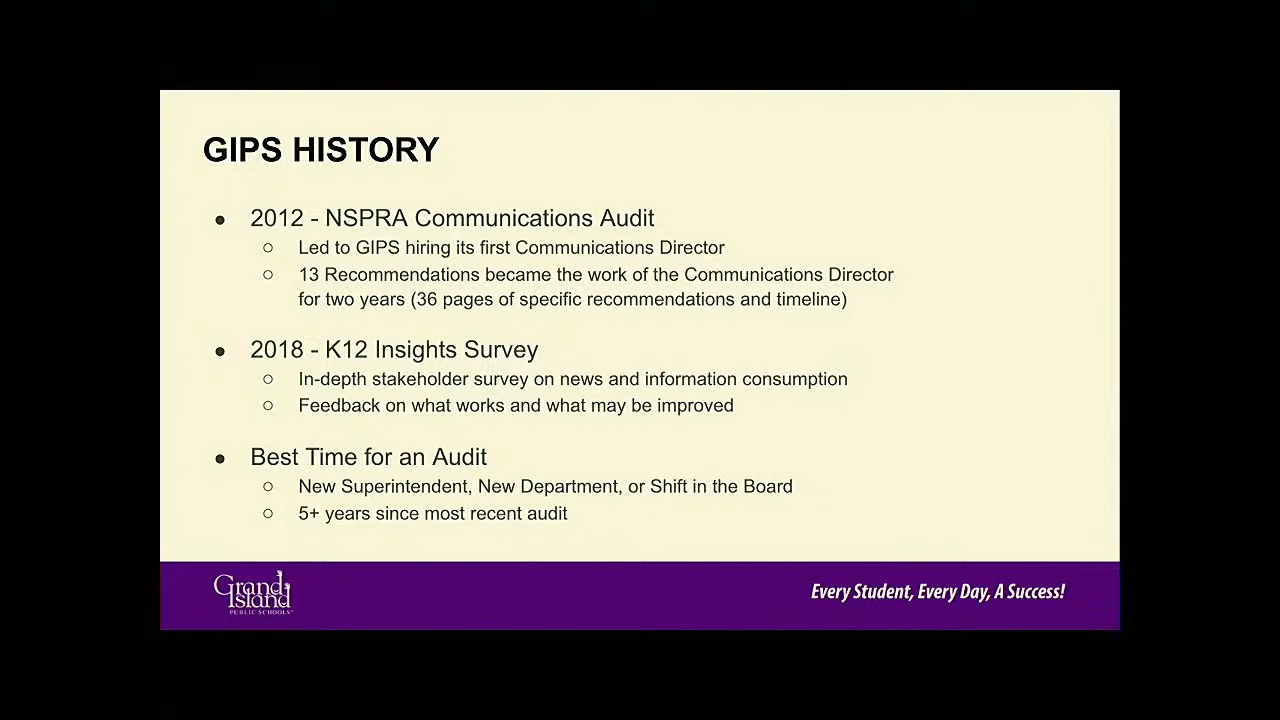 GIPS HISTORY
● 2012 - NSPRA Communications Audit
○ Led to GIPS hiring its first Communications Director
○ 13 Recommendations became the work of the Communications Director
for two years (36 pages of specific recommendations and timeline)
● 2018 - K12 Insights Survey
○ In-depth stakeholder survey on news and information consumption
○ Feedback on what works and what may be improved
● Best Time for an Audit
○ New Superintendent, New Department, or Shift in the Board
○ 5+ years since most recent audit
Grand
Island
PUBLIC SCHOOLS
Every Student, Every Day, A Success!